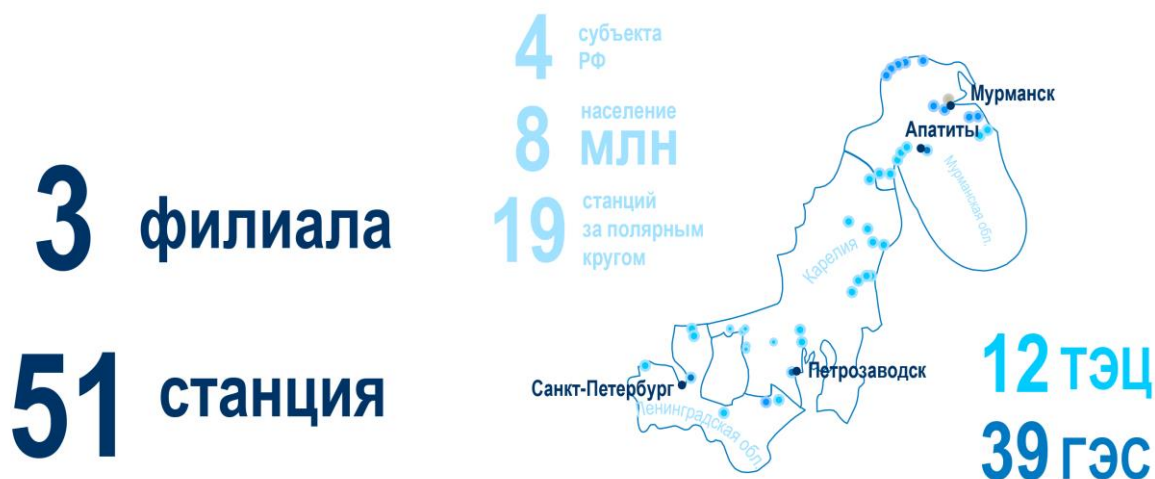 3 филиала
51 станция
4 субъекта
РФ
8 население
МЛН
19 станций
за полярным
кругом
Мурманск
Апатиты
Мурманская обл.
Карелия
Петрозаводск
Санкт-Петербург
Ленинградская обл.
12 ТЭЦ
39 ГЭС